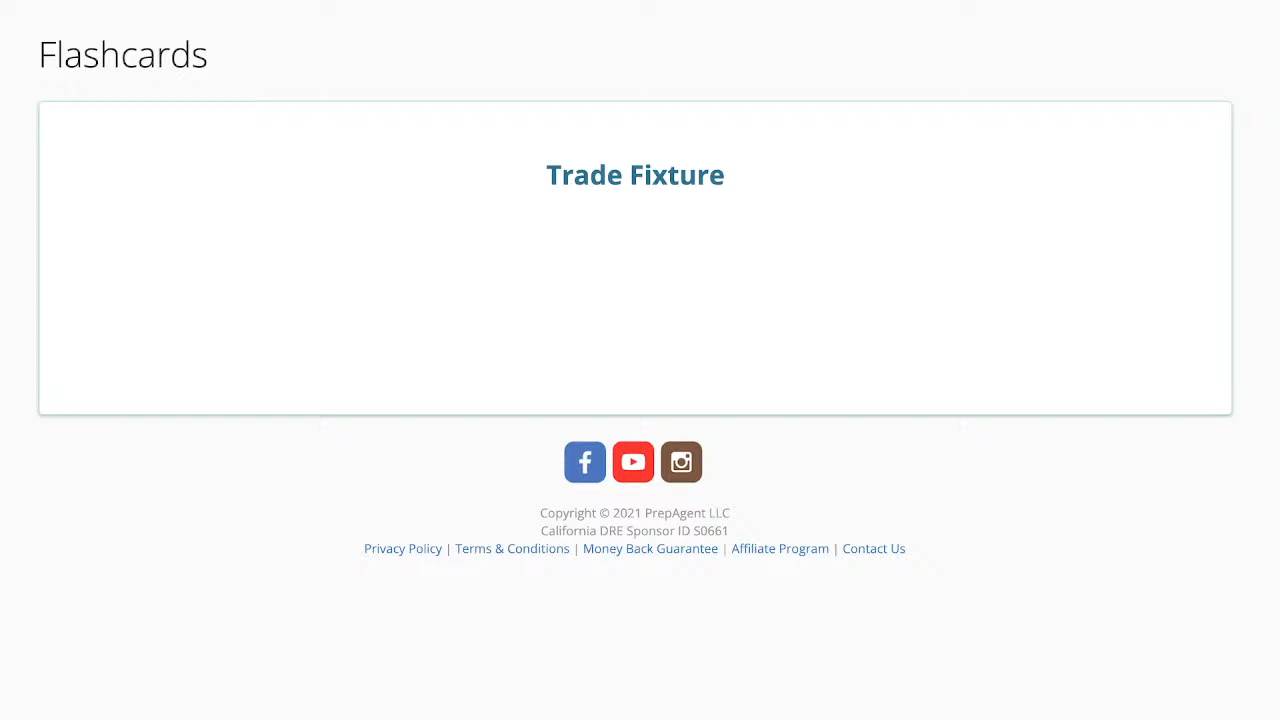 Flashcards
Trade Fixture
Copyright © 2021 PrepAgent LLC
California DRE Sponsor ID S0661
Privacy Policy | Terms & Conditions | Money Back Guarantee | Affiliate Program | Contact Us